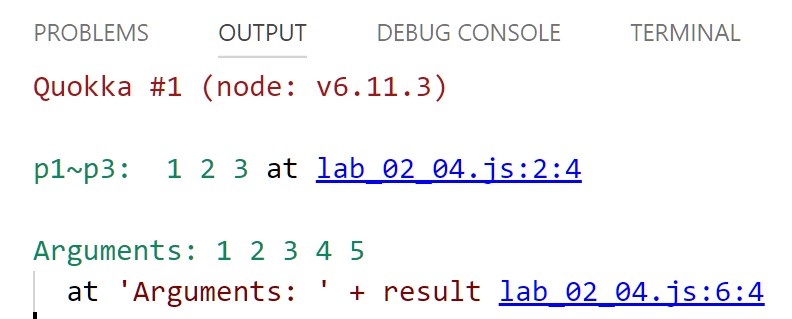 PROBLEMS OUTPUT DEBUG CONSOLE TERMINAL
Quokka #1 (node: v6.11.3)
p1~p3:  1 2 3 at lab_02_04.js:2:4
Arguments: 1 2 3 4 5
at 'Arguments: ' + result lab_02_04.js:6:4